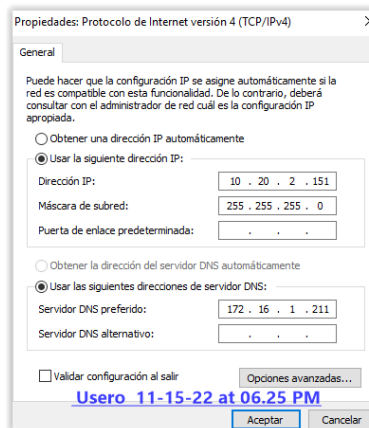 Propiedades: Protocolo de Internet versión 4 (TCP/IPv4)
General
Puede hacer que la configuración IP se asigne automáticamente si la
red es compatible con esta funcionalidad. De lo contrario, deberá
consultar con el administrador de red cuál es la configuración IP
apropiada.
Obtener una dirección IP automáticamente
Usar la siguiente dirección IP:
Dirección IP: 10 . 20 . 2 . 151
Máscara de subred: 255 . 255 . 255 . 0
Puerta de enlace predeterminada: . . .
Obtener la dirección del servidor DNS automáticamente
Usar las siguientes direcciones de servidor DNS:
Servidor DNS preferido: 172 . 16 . 1 . 211
Servidor DNS alternativo: . . .
Validar configuración al salir Opciones avanzadas...
Usero 11-15-22 at 06.25 PM
Aceptar Cancelar